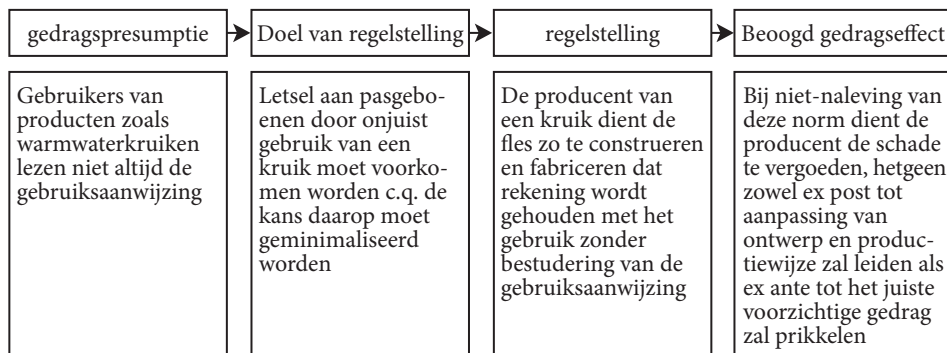 gedragspresumptie
Doel van regelstelling
regelstelling
Beoogd gedragseffect
Gebruikers van
producten zoals
warmwaterkruiken
lezen niet altijd de
gebruiksaanwijzing
Letsel aan pasgebo-
enen door onjuist
gebruik van een
kruik moet voorko-
men worden c.q. de
kans daarop moet
geminimaliseerd
worden
De producent van
een kruik dient de
fles zo te construeren
en fabriceren dat
rekening wordt
gehouden met het
gebruik zonder
bestudering van de
gebruiksaanwijzing
Bij niet-naleving van
deze norm dient de
producent de schade
te vergoeden, hetgeen
zowel ex post tot
aanpassing van
ontwerp en produc-
tiewijze zal leiden als
ex ante tot het juiste
voorzichtige gedrag
zal prikkelen